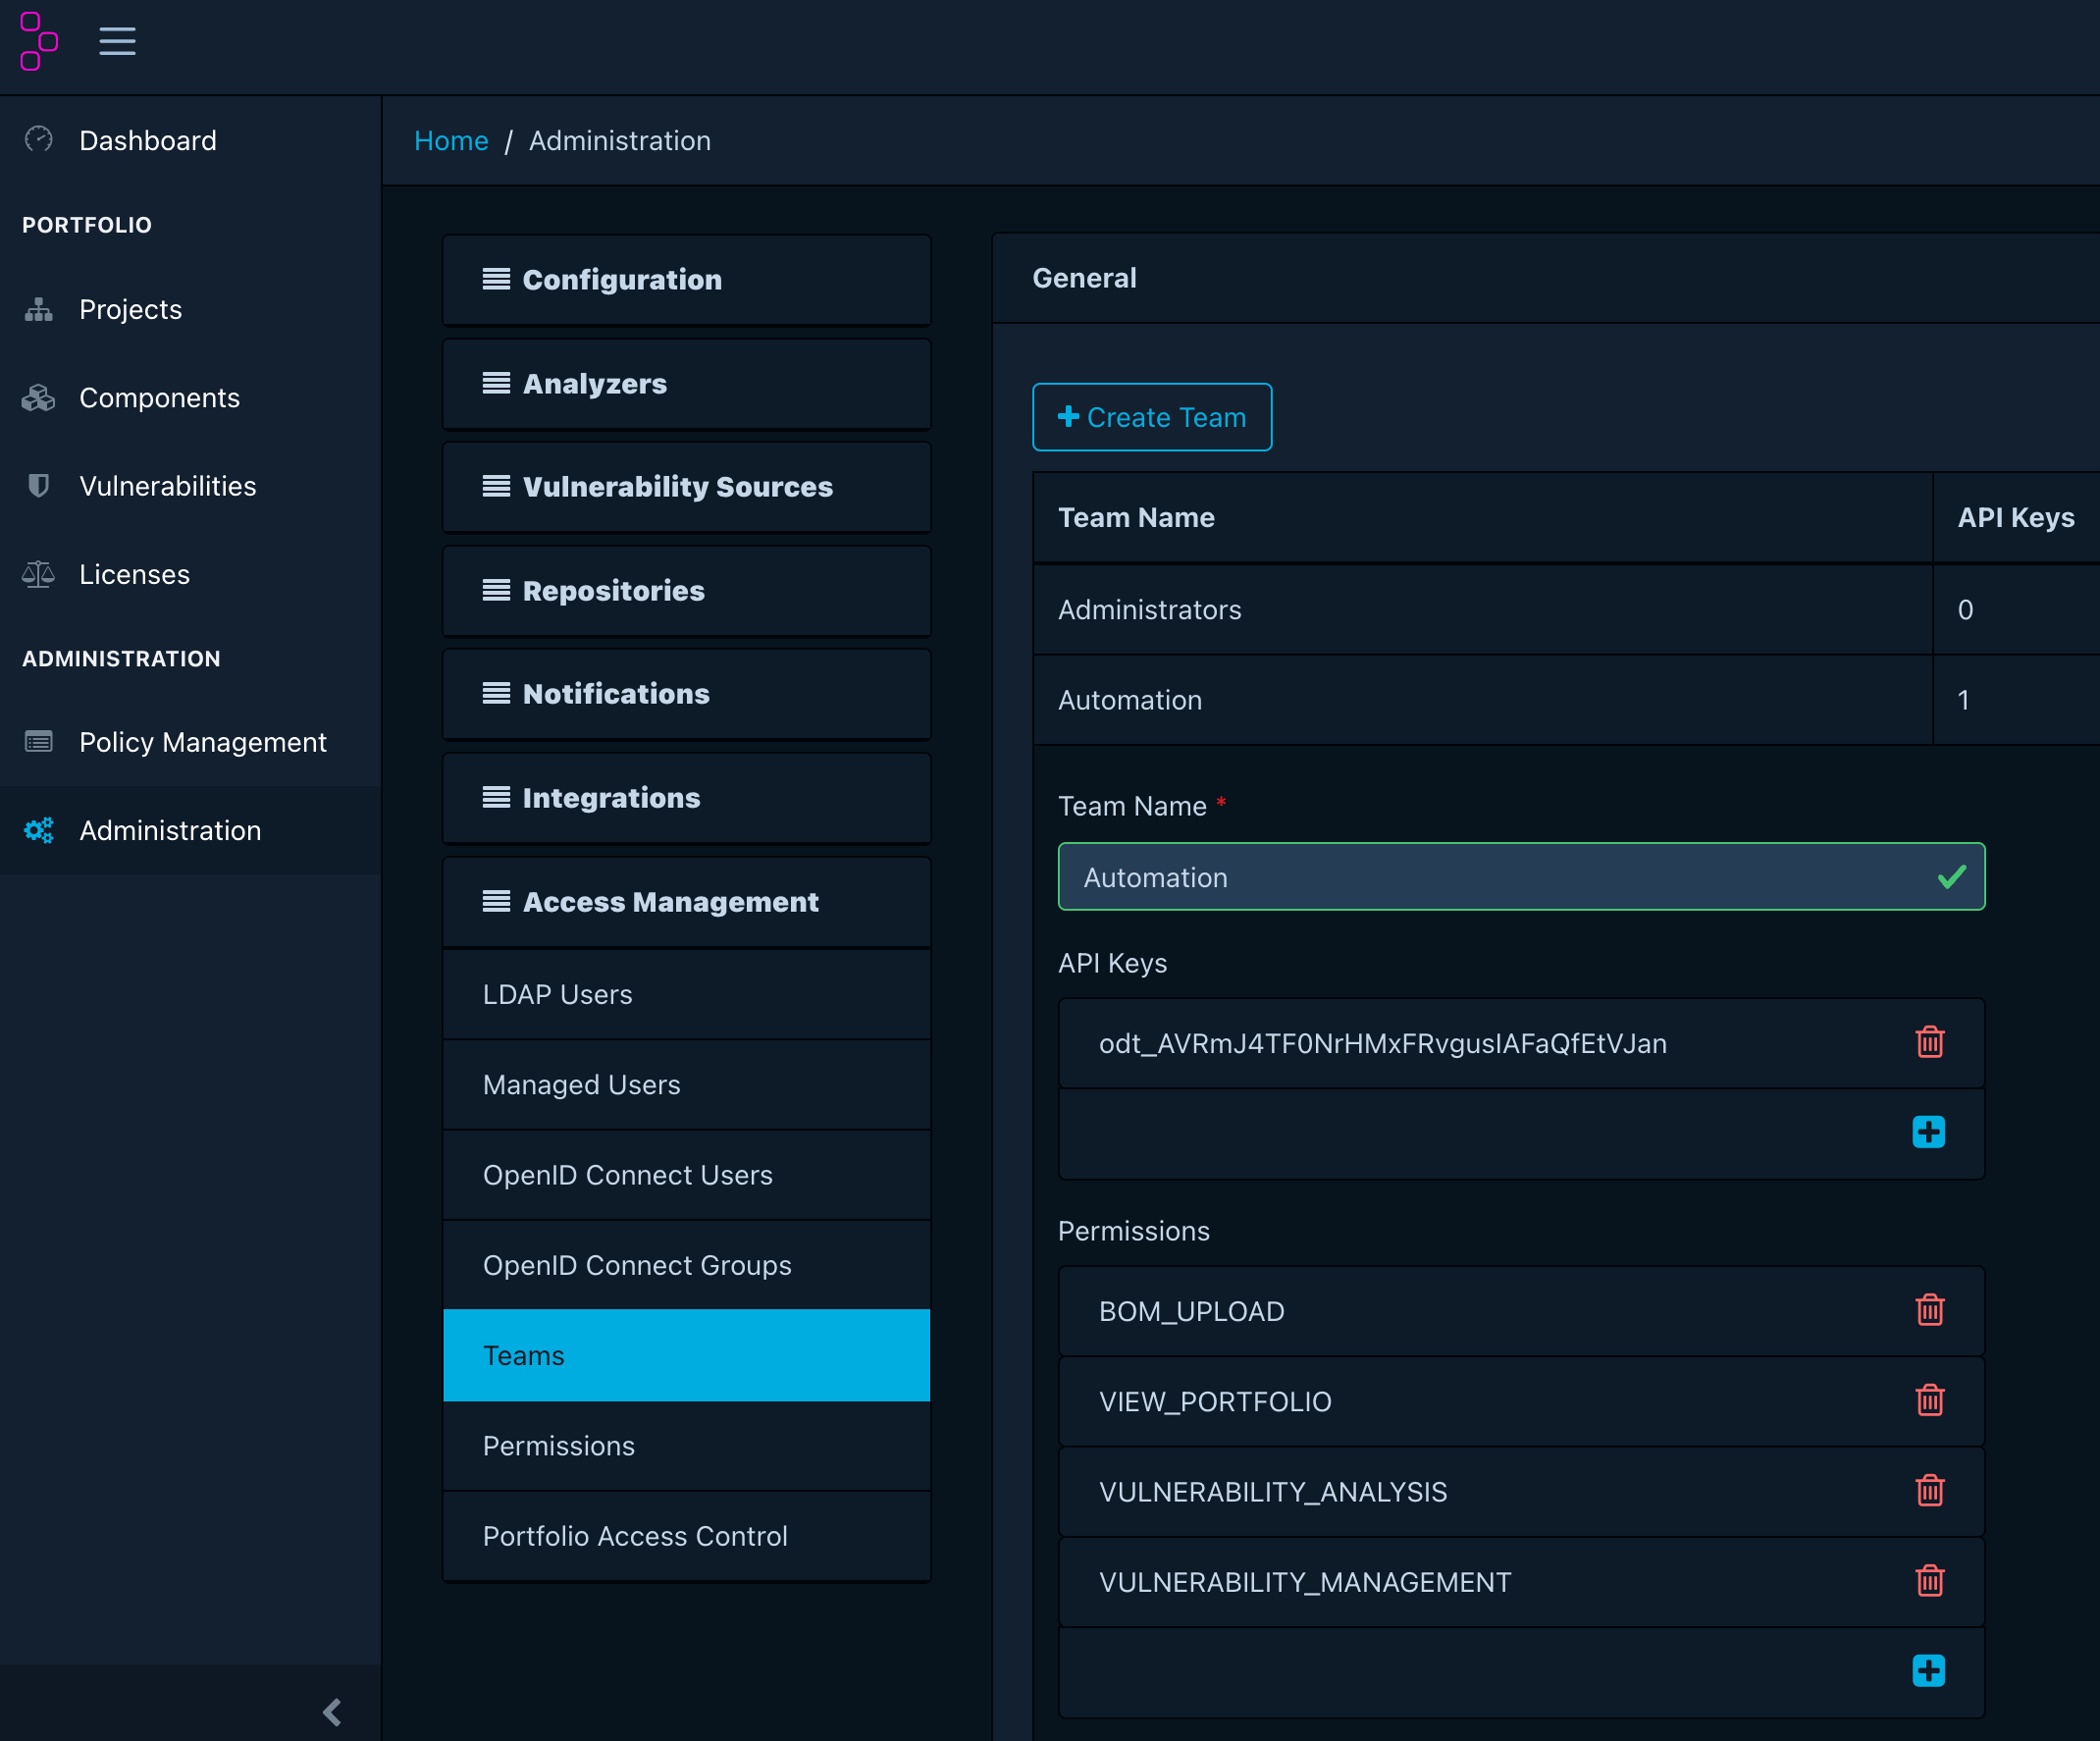 Dashboard
PORTFOLIO
Projects
Components
Vulnerabilities
Licenses
ADMINISTRATION
Policy Management
Administration
Home / Administration
Configuration
Analyzers
Vulnerability Sources
Repositories
Notifications
Integrations
Access Management
LDAP Users
Managed Users
OpenID Connect Users
OpenID Connect Groups
Teams
Permissions
Portfolio Access Control
General
Create Team
Team Name API Keys
Administrators 0
Automation 1
Team Name *
Automation
API Keys
odt_AVRmJ4TF0NrHMxFRvgusIAFaQfEtVJan
Permissions
BOM_UPLOAD
VIEW_PORTFOLIO
VULNERABILITY_ANALYSIS
VULNERABILITY_MANAGEMENT